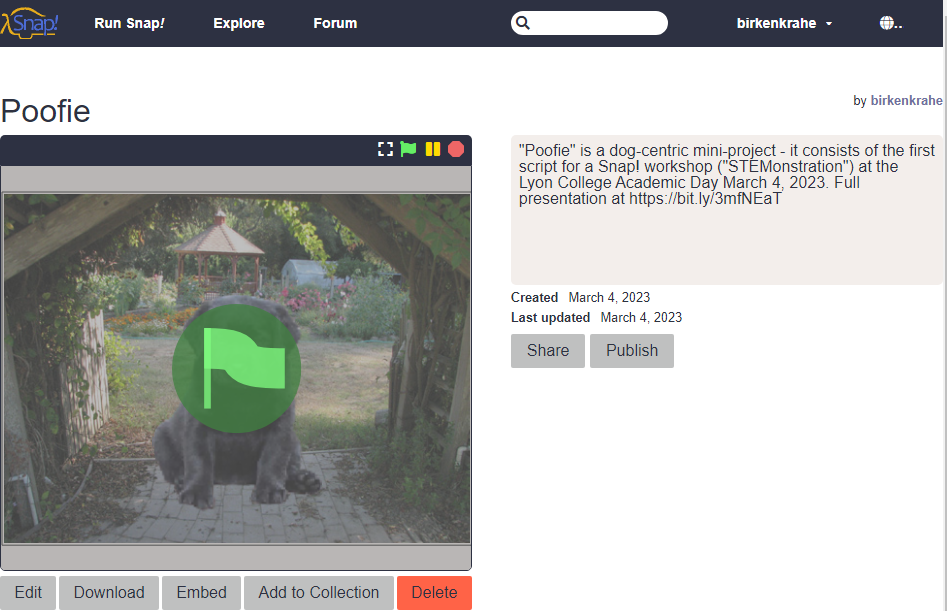 Snap!
Run Snap!
Explore
Forum
birkenkrahe
..
Poofie
by birkenkrahe
"Poofie" is a dog-centric mini-project - it consists of the first
script for a Snap! workshop ("STEMonstration") at the
Lyon College Academic Day March 4, 2023. Full
presentation at https://bit.ly/3mfNEaT
Created March 4, 2023
Last updated March 4, 2023
Share
Publish
Edit
Download
Embed
Add to Collection
Delete